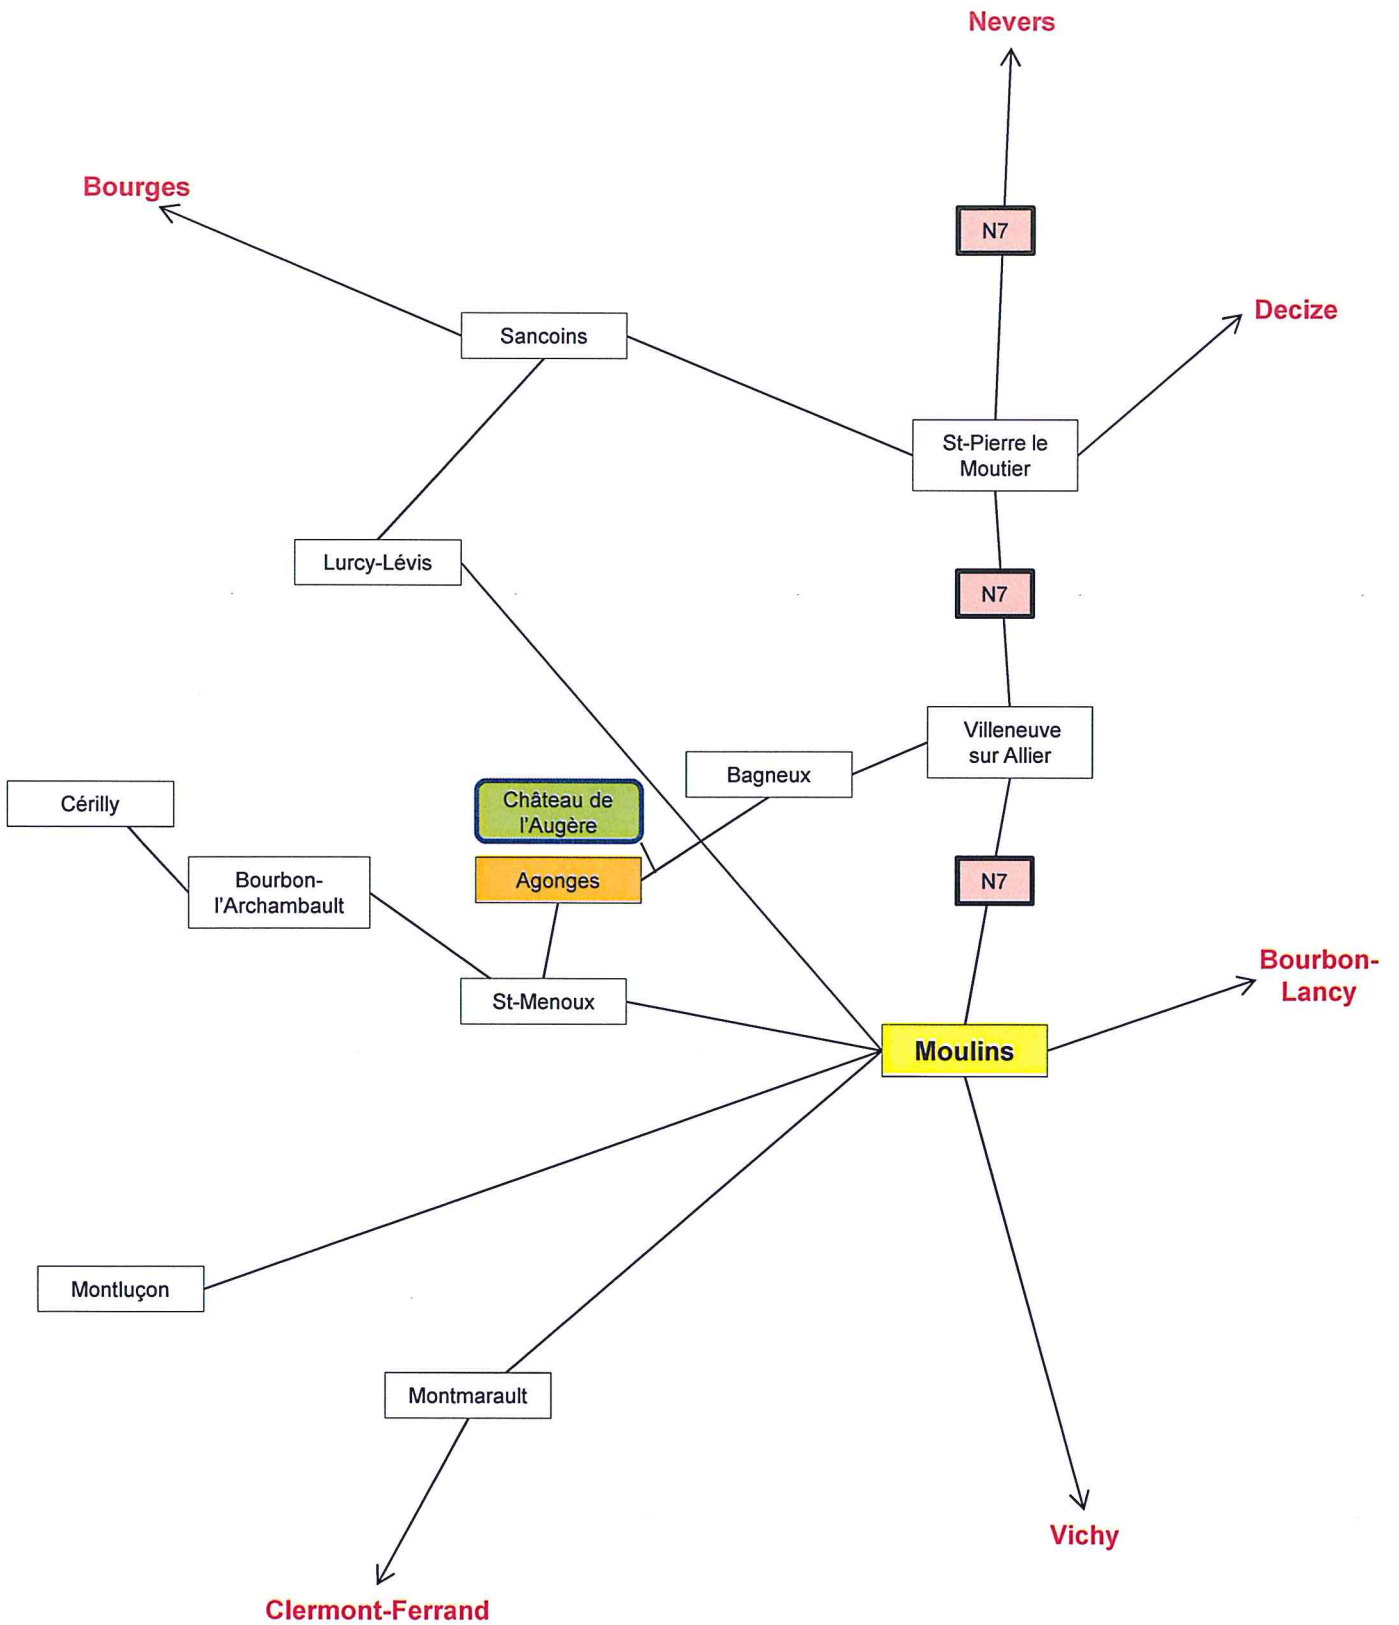 Nevers
Bourges
N7
Decize
Sancoins
St-Pierre le
Moutier
Lurcy-Lévis
N7
Villeneuve
sur Allier
Bagneux
Château de
l'Augère
Cérilly
Agonges
N7
Bourbon-
l'Archambault
Bourbon-
Lancy
St-Menoux
Moulins
Montluçon
Montmarault
Vichy
Clermont-Ferrand